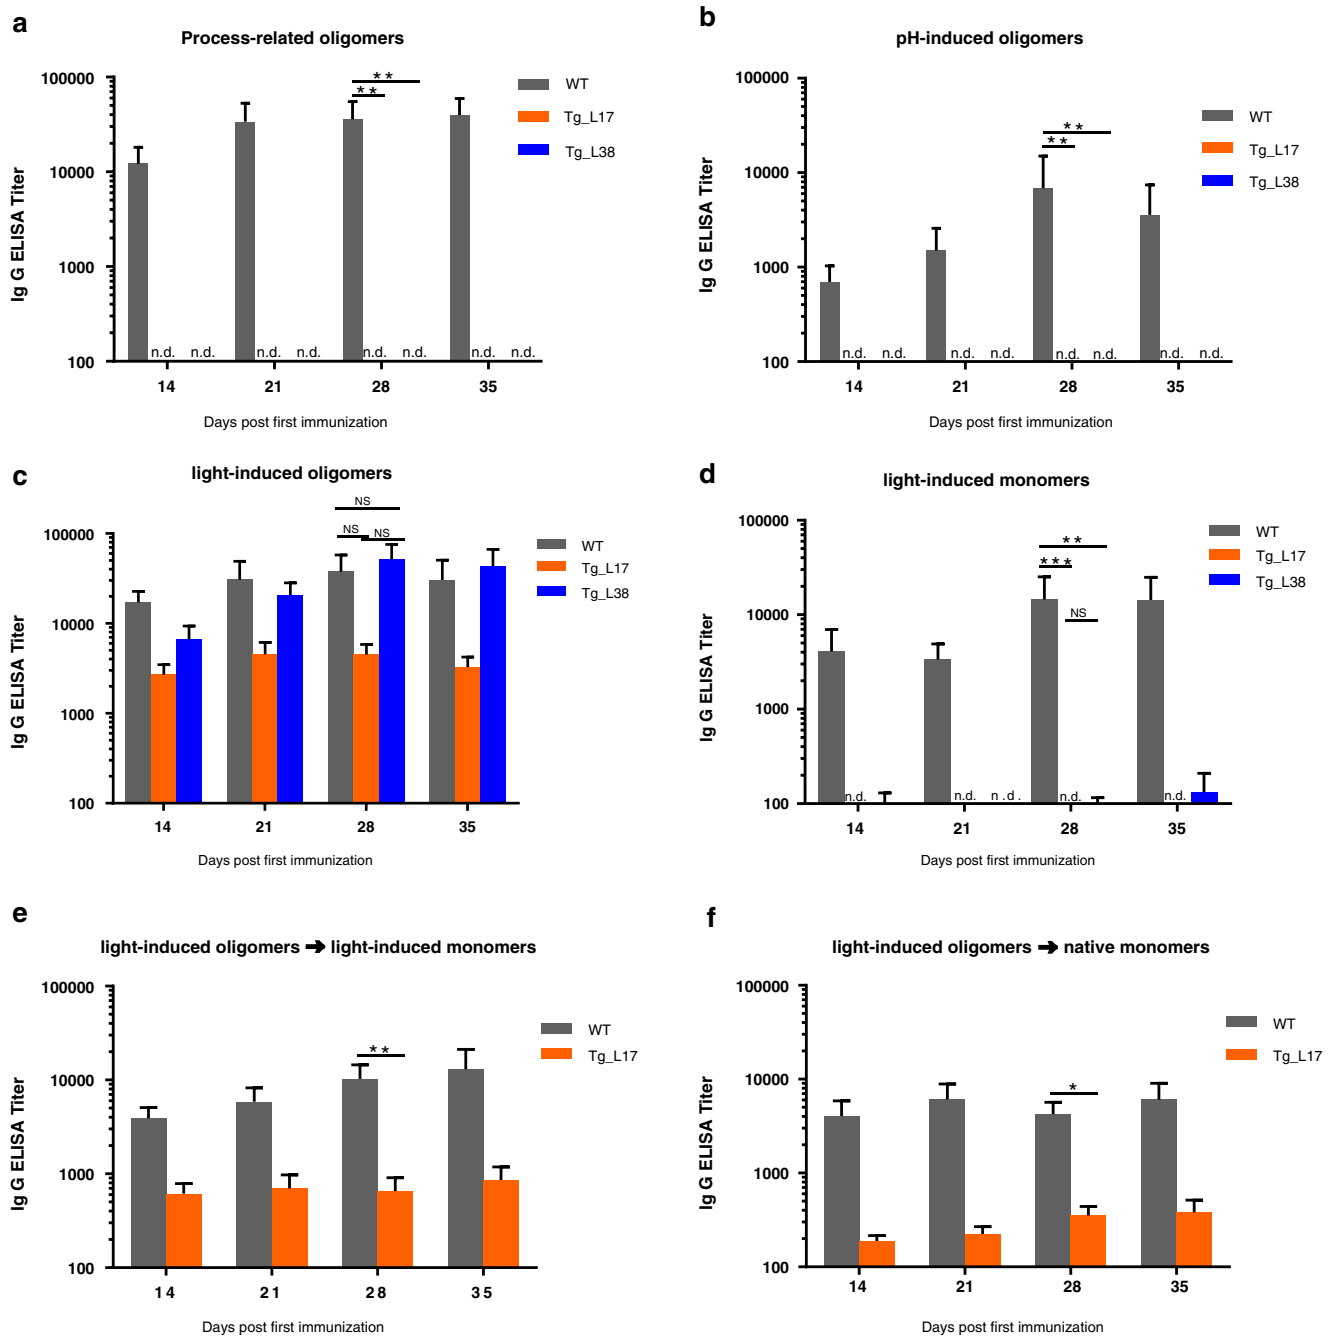 a
Process-related oligomers
Ig G ELISA Titer
100000
10000
1000
100
* *
* *
n.d. n.d. n.d. n.d. n.d. n.d. n.d. n.d.
14 21 28 35
Days post first immunization
WT
Tg_L17
Tg_L38
b
pH-induced oligomers
Ig G ELISA Titer
100000
10000
1000
100
* *
* *
n.d. n.d. n.d. n.d. n.d. n.d. n.d. n.d.
14 21 28 35
Days post first immunization
WT
Tg_L17
Tg_L38
c
light-induced oligomers
Ig G ELISA Titer
100000
10000
1000
100
NS
NS NS
14 21 28 35
Days post first immunization
WT
Tg_L17
Tg_L38
d
light-induced monomers
Ig G ELISA Titer
100000
10000
1000
100
* *
* * *
NS
n.d. n.d. n.d. n.d. n.d.
14 21 28 35
Days post first immunization
WT
Tg_L17
Tg_L38
e
light-induced oligomers ➔ light-induced monomers
Ig G ELISA Titer
100000
10000
1000
100
* *
14 21 28 35
Days post first immunization
WT
Tg_L17
f
light-induced oligomers ➔ native monomers
Ig G ELISA Titer
100000
10000
1000
100
*
14 21 28 35
Days post first immunization
WT
Tg_L17